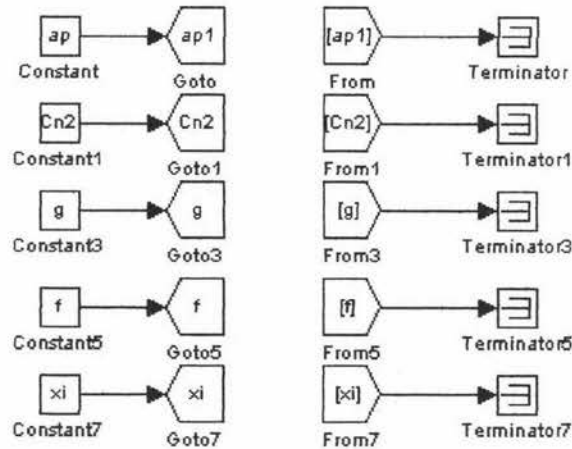 ap ap1 [ap1]
Constant Goto From Terminator
Cn2 Cn2 [Cn2]
Constant1 Goto1 From1 Terminator1
g g [g]
Constant3 Goto3 From3 Terminator3
f f [f]
Constant5 Goto5 From5 Terminator5
xi xi [xi]
Constant7 Goto7 From7 Terminator7